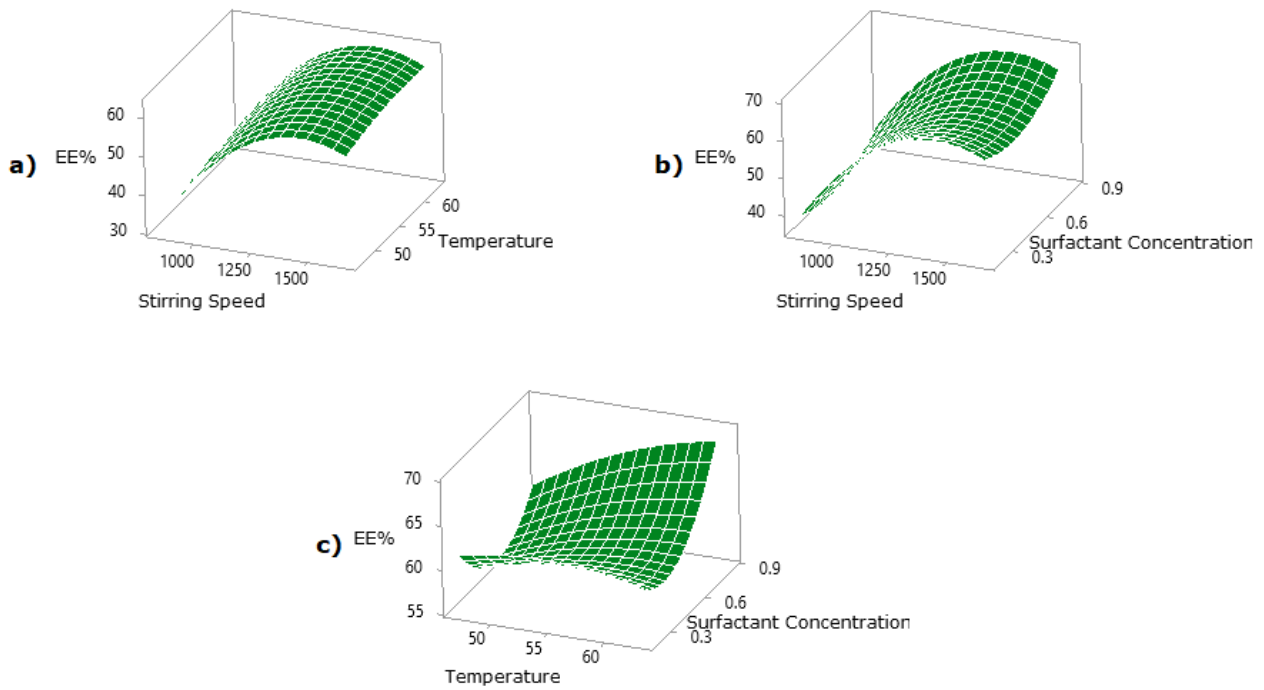 a)
EE%
60
50
40
30
1000
1250
1500
Stirring Speed
50
55
60
Temperature
b)
EE%
70
60
50
40
1000
1250
1500
Stirring Speed
0.3
0.6
0.9
Surfactant Concentration
c)
EE%
70
65
60
55
50
55
60
Temperature
0.3
0.6
0.9
Surfactant Concentration